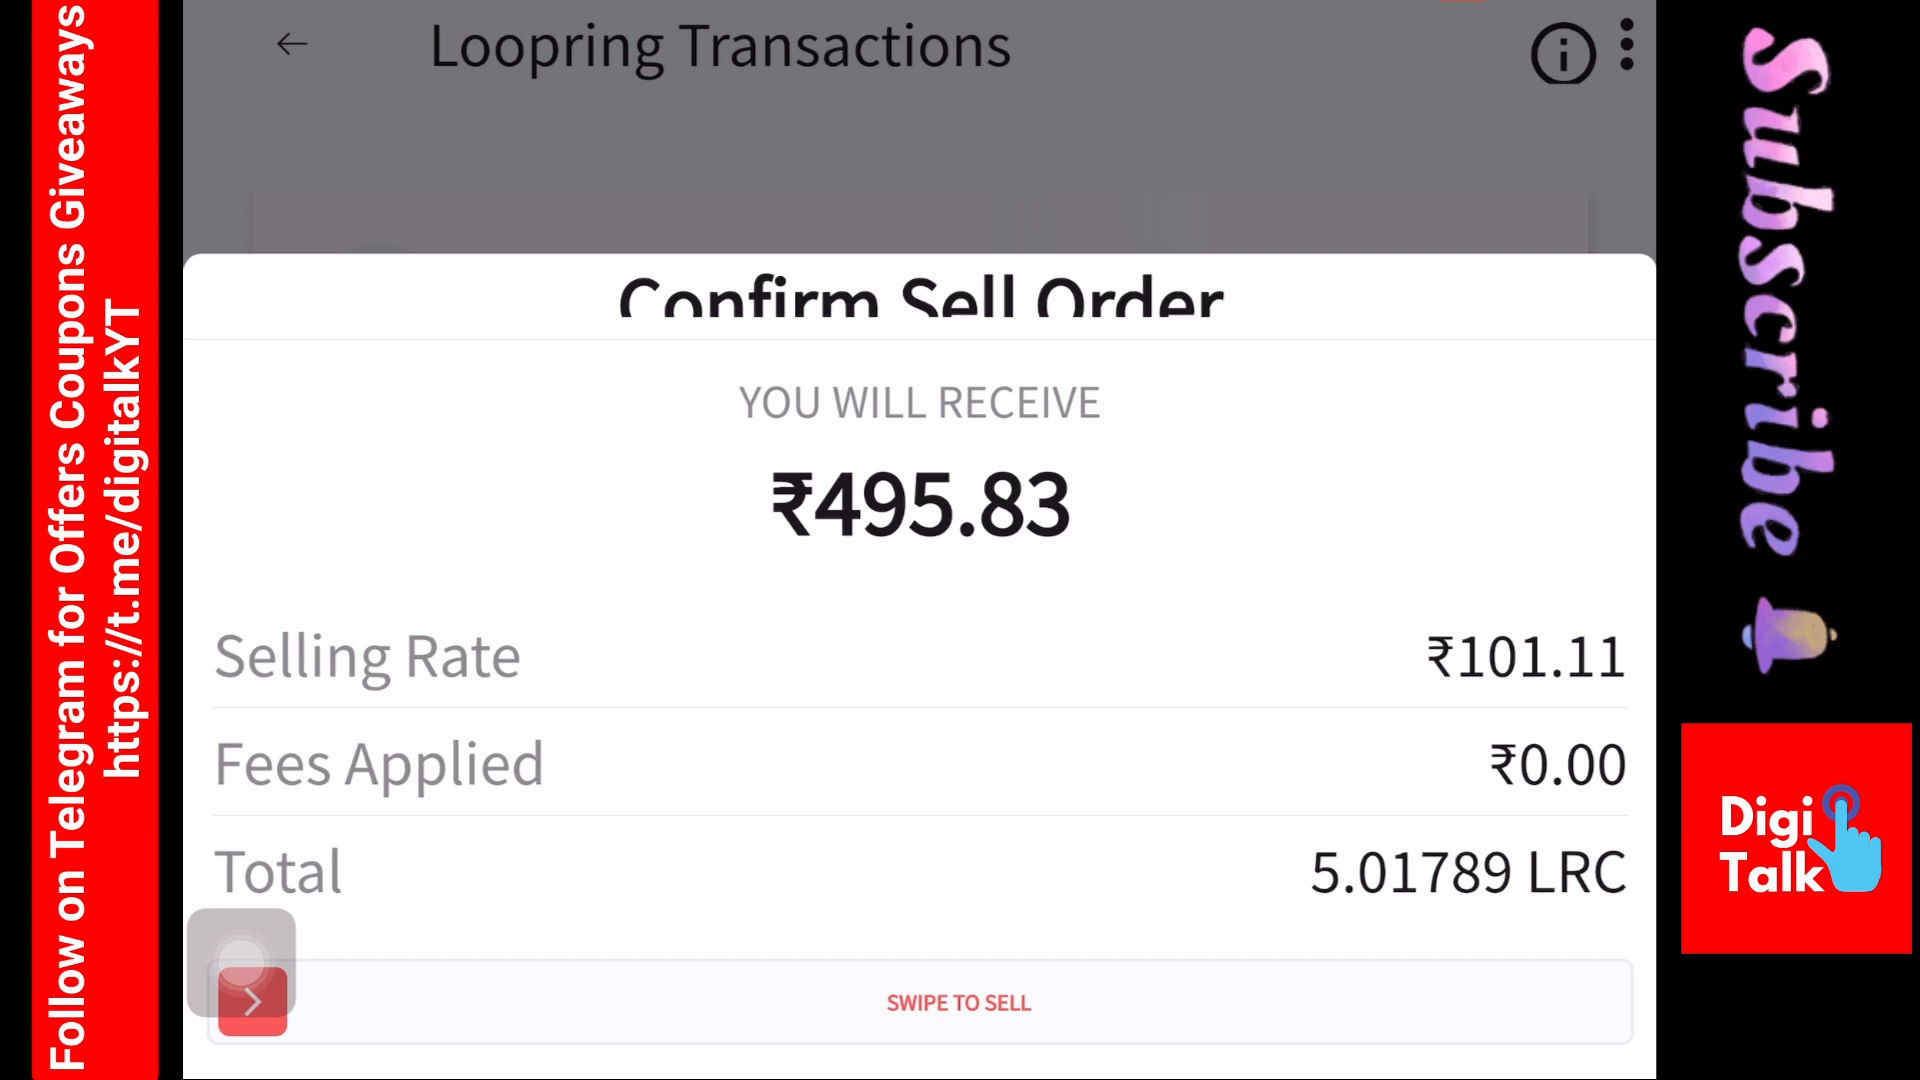 Follow on Telegram for Offers Coupons Giveaways
https://t.me/digitalkYT
Loopring Transactions
Confirm Sell Order
YOU WILL RECEIVE
₹495.83
Selling Rate ₹101.11
Fees Applied ₹0.00
Total 5.01789 LRC
SWIPE TO SELL
Subscribe
Digi
Talk